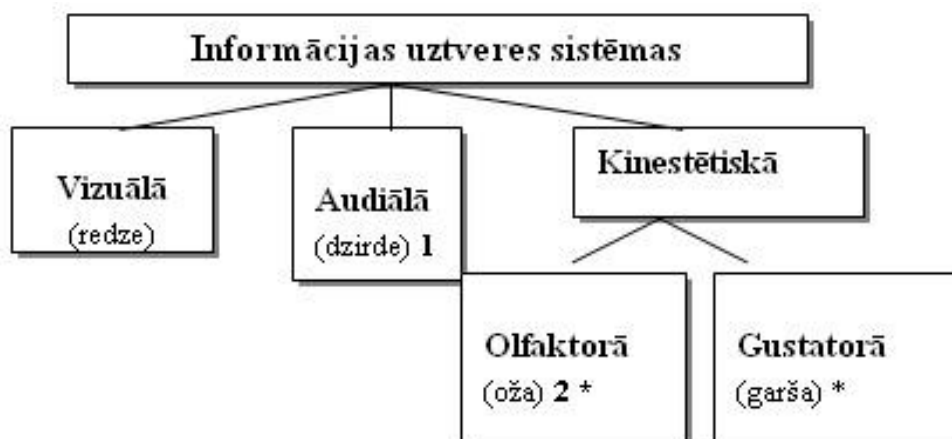 Informācijas uztveres sistēmas
Vizuālā
(redze)
Audiālā
(dzirde) 1
Kinestētiskā
Olfaktorā
(oža) 2 *
Gustatorā
(garša) *